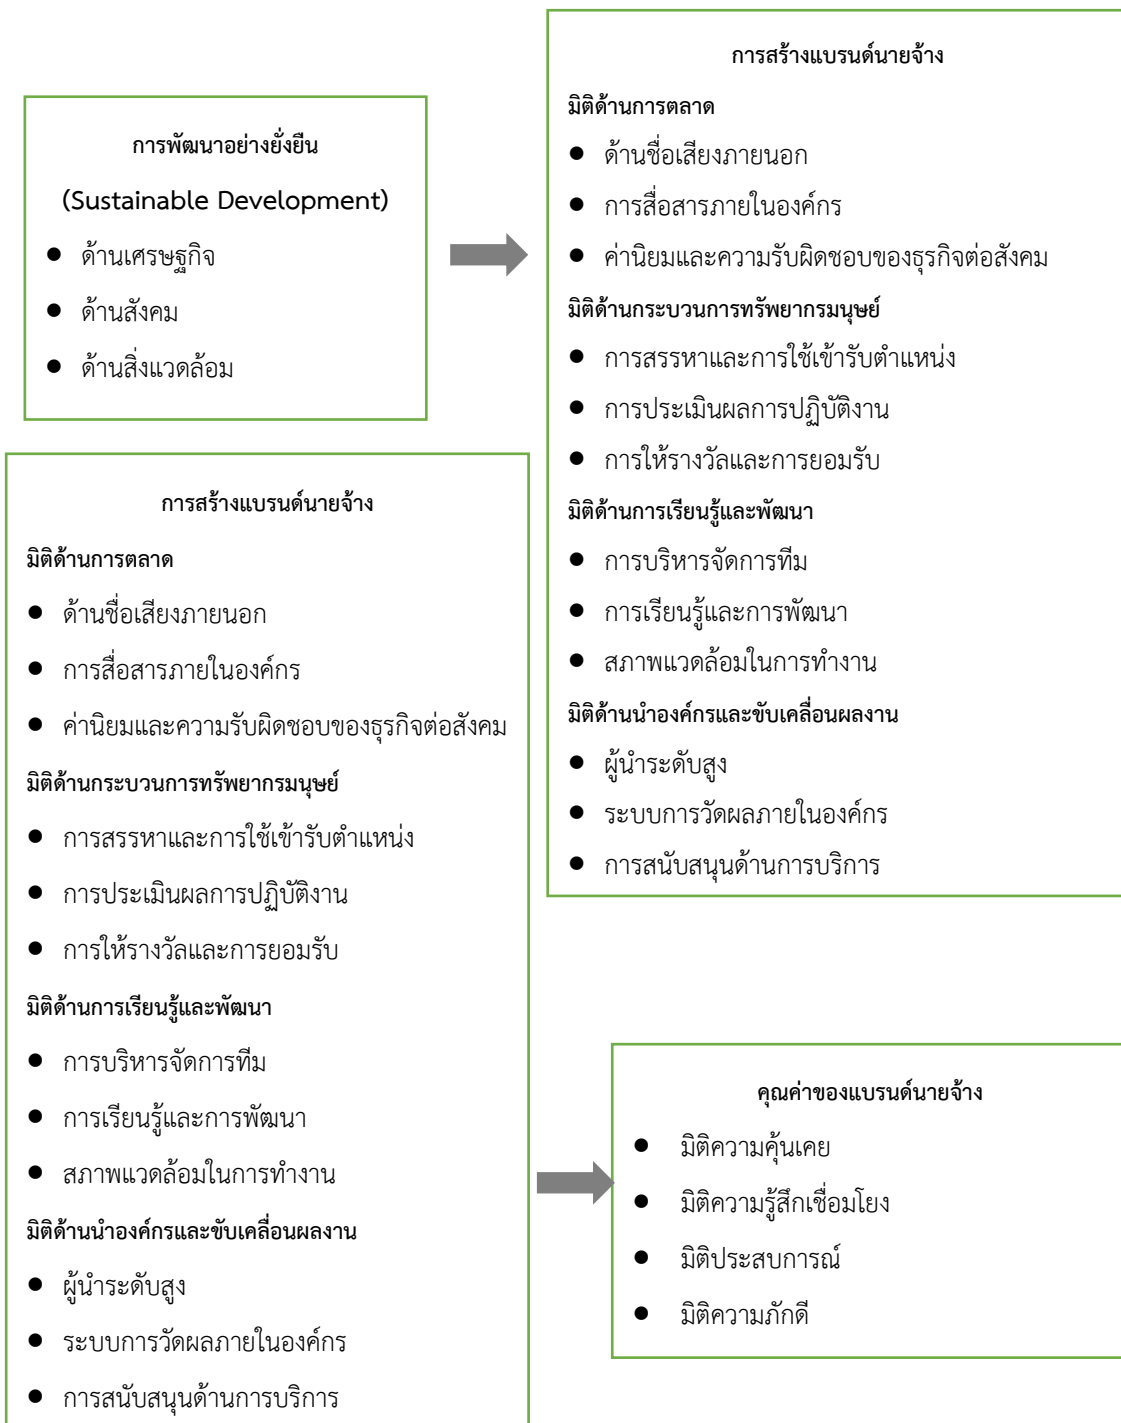 การพัฒนาอย่างยั่งยืน
(Sustainable Development)
● ด้านเศรษฐกิจ
● ด้านสังคม
● ด้านสิ่งแวดล้อม
การสร้างแบรนด์นายจ้าง
มิติด้านการตลาด
● ด้านชื่อเสียงภายนอก
● การสื่อสารภายในองค์กร
● ค่านิยมและความรับผิดชอบของธุรกิจต่อสังคม
มิติด้านกระบวนการทรัพยากรมนุษย์
● การสรรหาและการใช้เข้ารับตำแหน่ง
● การประเมินผลการปฏิบัติงาน
● การให้รางวัลและการยอมรับ
มิติด้านการเรียนรู้และพัฒนา
● การบริหารจัดการทีม
● การเรียนรู้และการพัฒนา
● สภาพแวดล้อมในการทำงาน
มิติด้านนำองค์กรและขับเคลื่อนผลงาน
● ผู้นำระดับสูง
● ระบบการวัดผลภายในองค์กร
● การสนับสนุนด้านการบริการ
การสร้างแบรนด์นายจ้าง
มิติด้านการตลาด
● ด้านชื่อเสียงภายนอก
● การสื่อสารภายในองค์กร
● ค่านิยมและความรับผิดชอบของธุรกิจต่อสังคม
มิติด้านกระบวนการทรัพยากรมนุษย์
● การสรรหาและการใช้เข้ารับตำแหน่ง
● การประเมินผลการปฏิบัติงาน
● การให้รางวัลและการยอมรับ
มิติด้านการเรียนรู้และพัฒนา
● การบริหารจัดการทีม
● การเรียนรู้และการพัฒนา
● สภาพแวดล้อมในการทำงาน
มิติด้านนำองค์กรและขับเคลื่อนผลงาน
● ผู้นำระดับสูง
● ระบบการวัดผลภายในองค์กร
● การสนับสนุนด้านการบริการ
คุณค่าของแบรนด์นายจ้าง
● มิติความคุ้นเคย
● มิติความรู้สึกเชื่อมโยง
● มิติประสบการณ์
● มิติความภักดี